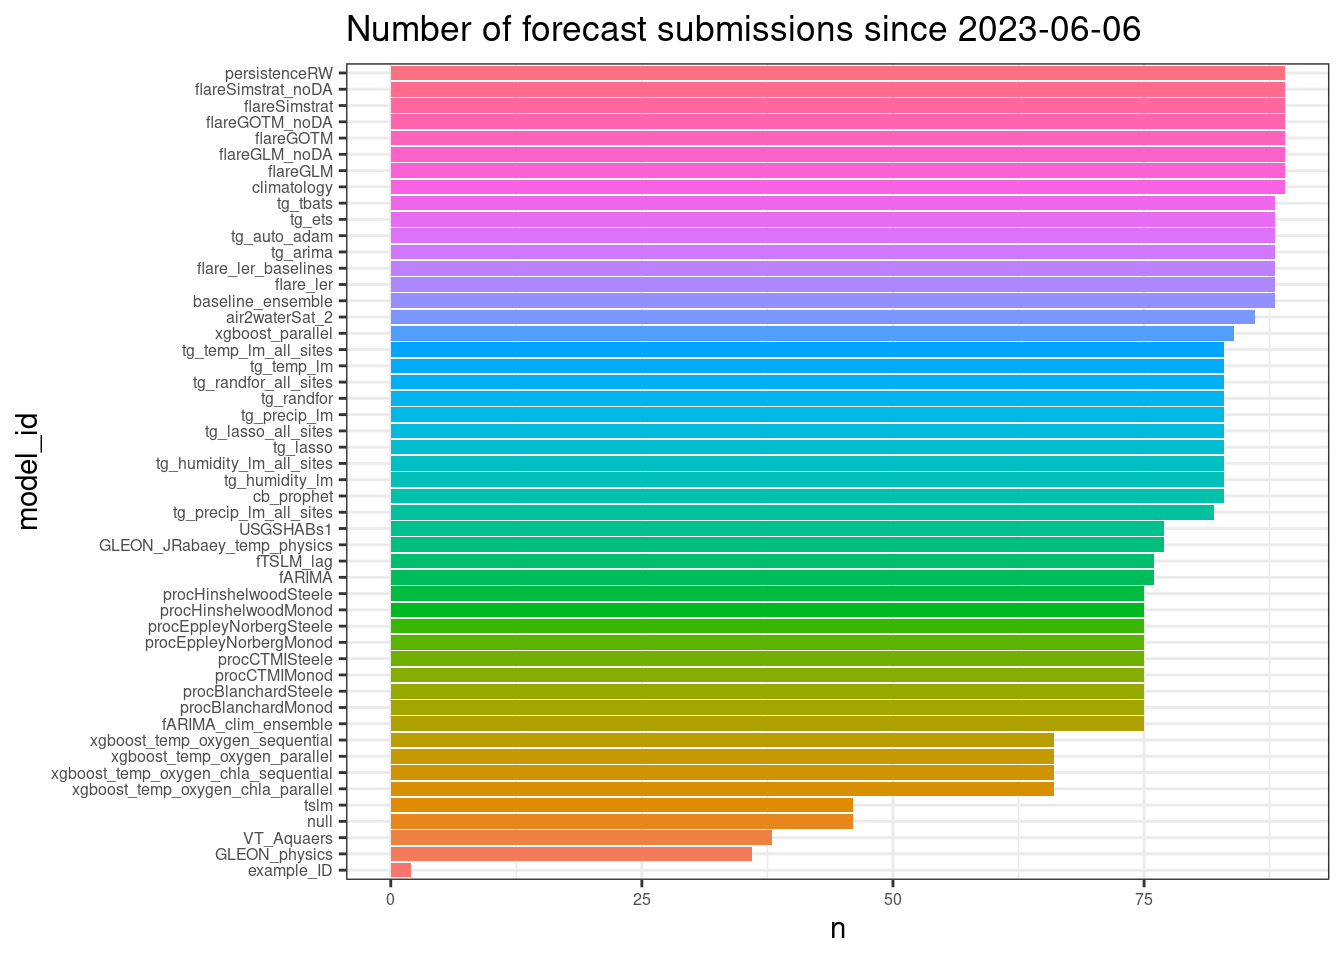 Number of forecast submissions since 2023-06-06
persistenceRW
flareSimstrat_noDA
flareSimstrat
flareGOTM_noDA
flareGOTM
flareGLM_noDA
flareGLM
climatology
tg_tbats
tg_ets
tg_auto_adam
tg_arima
flare_ler_baselines
flare_ler
baseline_ensemble
air2waterSat_2
xgboost_parallel
tg_temp_lm_all_sites
tg_temp_lm
tg_randfor_all_sites
tg_randfor
tg_precip_lm
tg_lasso_all_sites
tg_lasso
tg_humidity_lm_all_sites
tg_humidity_lm
cb_prophet
tg_precip_lm_all_sites
USGSHABs1
GLEON_JRabaey_temp_physics
fTSLM_lag
fARIMA
procHinshelwoodSteele
procHinshelwoodMonod
procEppleyNorbergSteele
procEppleyNorbergMonod
procCTMISteele
procCTMIMonod
procBlanchardSteele
procBlanchardMonod
fARIMA_clim_ensemble
xgboost_temp_oxygen_sequential
xgboost_temp_oxygen_parallel
xgboost_temp_oxygen_chla_sequential
xgboost_temp_oxygen_chla_parallel
tslm
null
VT_Aquaers
GLEON_physics
example_ID
model_id
0 25 50 75
n